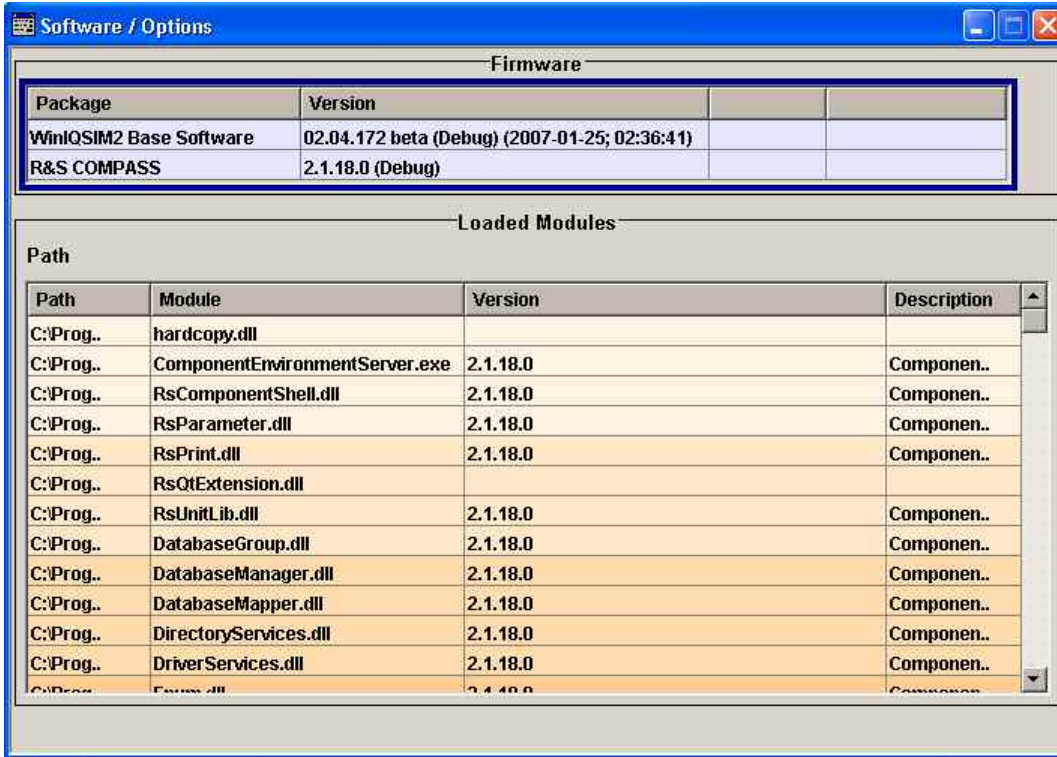 Software / Options
Firmware
Package Version
WinIQSIM2 Base Software 02.04.172 beta (Debug) (2007-01-25; 02:36:41)
R&S COMPASS 2.1.18.0 (Debug)
Loaded Modules
Path
Path Module Version Description
C:\Prog.. hardcopy.dll
C:\Prog.. ComponentEnvironmentServer.exe 2.1.18.0 Componen..
C:\Prog.. RsComponentShell.dll 2.1.18.0 Componen..
C:\Prog.. RsParameter.dll 2.1.18.0 Componen..
C:\Prog.. RsPrint.dll 2.1.18.0 Componen..
C:\Prog.. RsQtExtension.dll
C:\Prog.. RsUnitLib.dll 2.1.18.0 Componen..
C:\Prog.. DatabaseGroup.dll 2.1.18.0 Componen..
C:\Prog.. DatabaseManager.dll 2.1.18.0 Componen..
C:\Prog.. DatabaseMapper.dll 2.1.18.0 Componen..
C:\Prog.. DirectoryServices.dll 2.1.18.0 Componen..
C:\Prog.. DriverServices.dll 2.1.18.0 Componen..